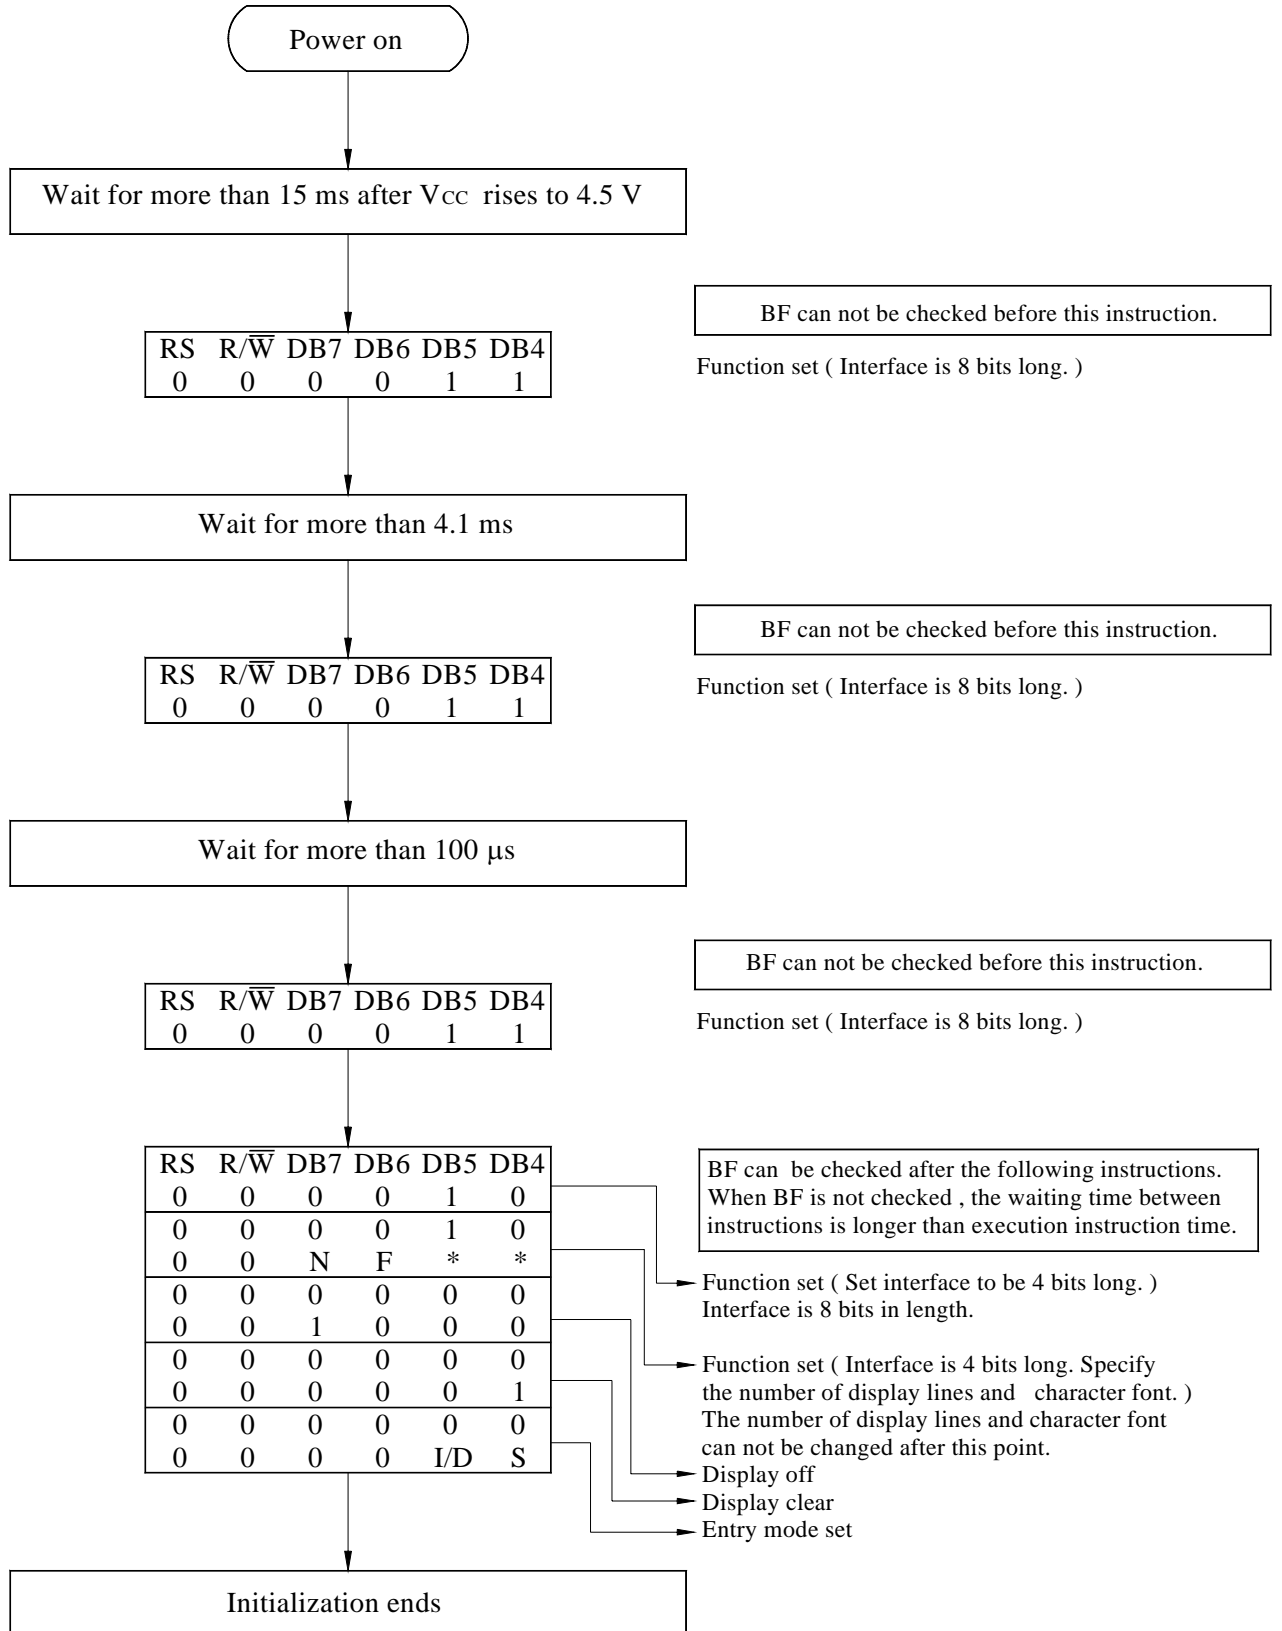 Power on
Wait for more than 15 ms after VCC rises to 4.5 V
BF can not be checked before this instruction.
RS R/W̅ DB7 DB6 DB5 DB4
0 0 0 0 1 1
Function set ( Interface is 8 bits long. )
Wait for more than 4.1 ms
BF can not be checked before this instruction.
RS R/W̅ DB7 DB6 DB5 DB4
0 0 0 0 1 1
Function set ( Interface is 8 bits long. )
Wait for more than 100 μs
BF can not be checked before this instruction.
RS R/W̅ DB7 DB6 DB5 DB4
0 0 0 0 1 1
Function set ( Interface is 8 bits long. )
RS R/W̅ DB7 DB6 DB5 DB4
0 0 0 0 1 0
0 0 0 0 1 0
0 0 N F * *
0 0 0 0 0 0
0 0 1 0 0 0
0 0 0 0 0 0
0 0 0 0 0 1
0 0 0 0 0 0
0 0 0 0 I/D S
BF can be checked after the following instructions.
When BF is not checked , the waiting time between
instructions is longer than execution instruction time.
Function set ( Set interface to be 4 bits long. )
Interface is 8 bits in length.
Function set ( Interface is 4 bits long. Specify
the number of display lines and character font. )
The number of display lines and character font
can not be changed after this point.
Display off
Display clear
Entry mode set
Initialization ends